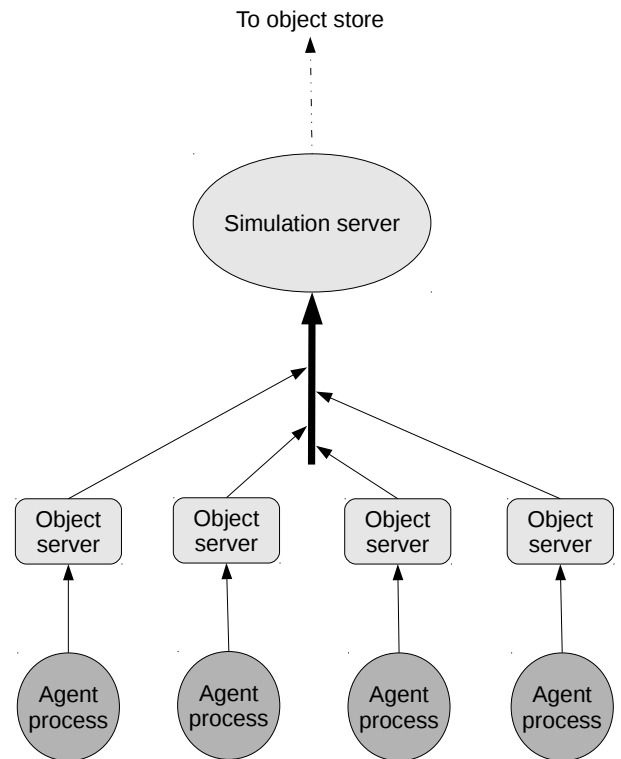 To object store
Simulation server
Object
server
Object
server
Object
server
Object
server
Agent
process
Agent
process
Agent
process
Agent
process